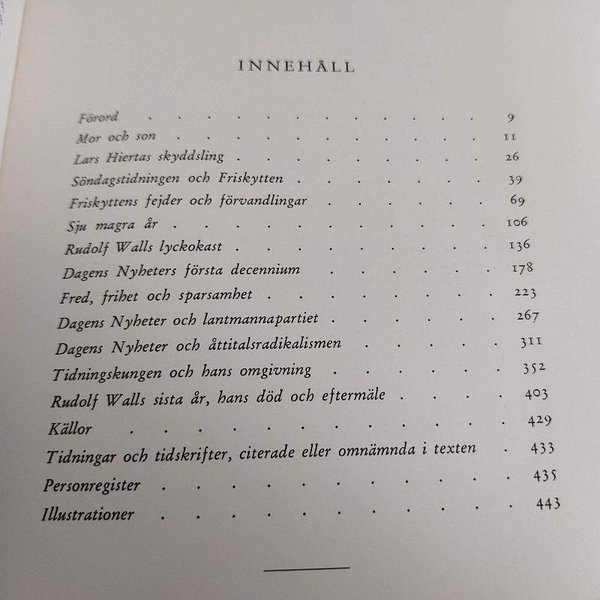 INNEHÅLL
Förord . . . . . . . . . . . . 9
Mor och son . . . . . . . . . . . 11
Lars Hiertas skyddsling . . . . . . . . 26
Söndagstidningen och Friskytten . . . . . . 39
Friskyttens fejder och förvandlingar . . . . . 69
Sju magra år . . . . . . . . . . 106
Rudolf Walls lyckokast . . . . . . . . 136
Dagens Nyheters första decennium . . . . . 178
Fred, frihet och sparsamhet . . . . . . . 223
Dagens Nyheter och lantmannapartiet . . . . . 267
Dagens Nyheter och åttitalsradikalismen . . . . 311
Tidningskungen och hans omgivning . . . . . 352
Rudolf Walls sista år, hans död och eftermäle . . . 403
Källor . . . . . . . . . . . 429
Tidningar och tidskrifter, citerade eller omnämnda i texten . 433
Personregister . . . . . . . . . . 435
Illustrationer . . . . . . . . . . 443